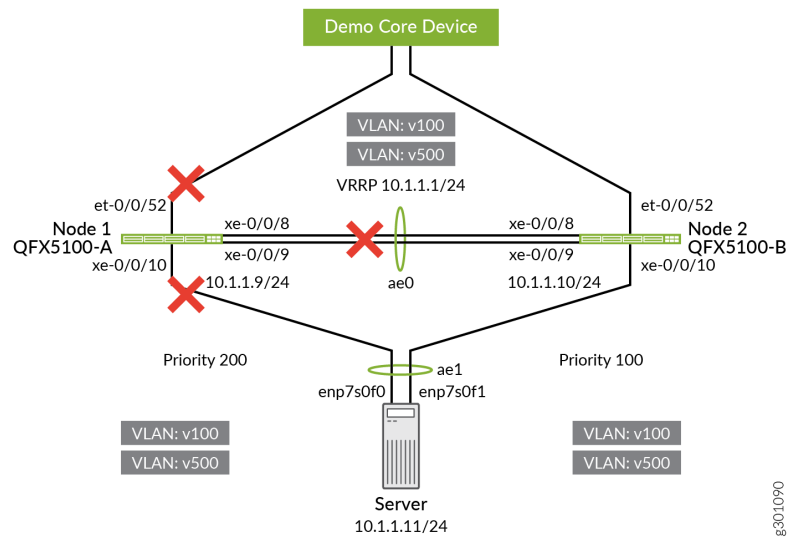 Demo Core Device
VLAN: v100
VLAN: v500
VRRP 10.1.1.1/24
et-0/0/52
et-0/0/52
Node 1
QFX5100-A
xe-0/0/8
xe-0/0/8
Node 2
QFX5100-B
xe-0/0/10
xe-0/0/9
xe-0/0/9
xe-0/0/10
10.1.1.9/24
ae0
10.1.1.10/24
Priority 200
Priority 100
ae1
enp7s0f0
enp7s0f1
VLAN: v100
VLAN: v500
VLAN: v100
VLAN: v500
Server
10.1.1.11/24
g301090